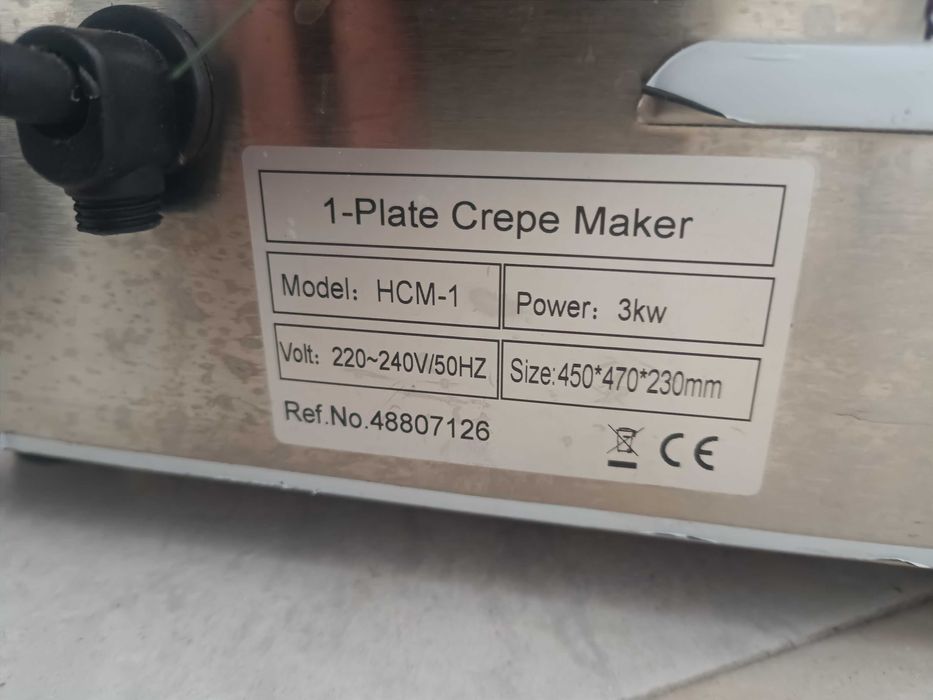 1-Plate Crepe Maker
Model：HCM-1
Power：3kw
Volt：220~240V/50HZ
Size:450*470*230mm
Ref.No.48807126
CE